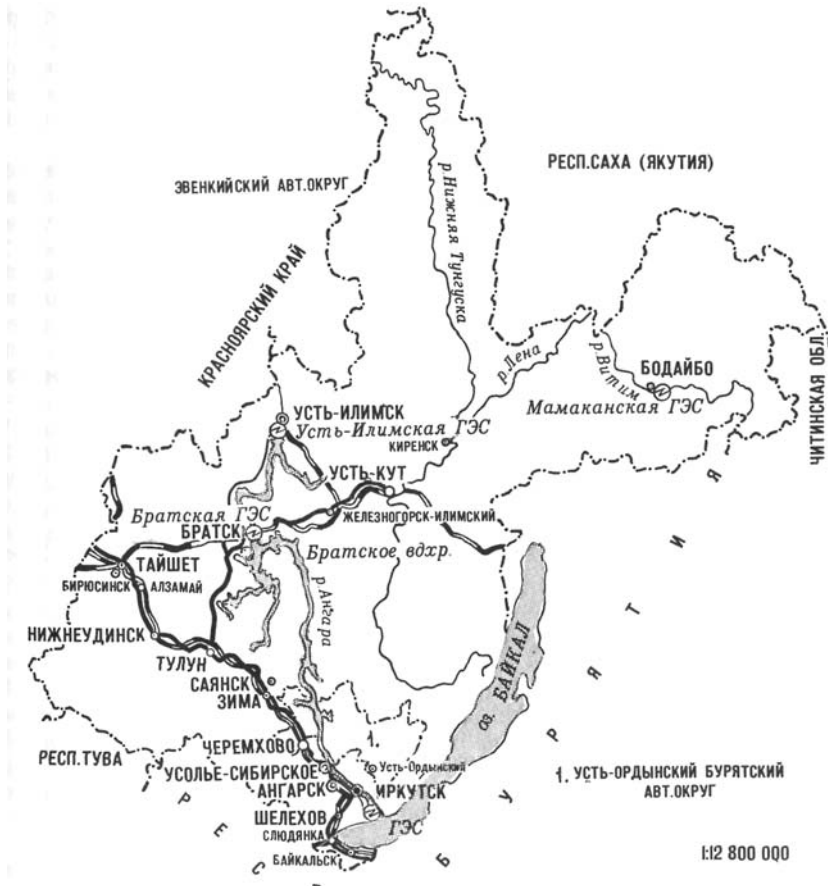 РЕСП.САХА (ЯКУТИЯ)
ЭВЕНКИЙСКИЙ АВТ.ОКРУГ
КРАСНОЯРСКИЙ КРАЙ
р.Нижняя Тунгуска
р.Лена
р.Витим
БОДАЙБО
Мамаканская ГЭС
ЧИТИНСКАЯ ОБЛ.
УСТЬ-ИЛИМСК
Усть-Илимская ГЭС
КИРЕНСК
УСТЬ-КУТ
Братская ГЭС
ЖЕЛЕЗНОГОРСК-ИЛИМСКИЙ
БРАТСК
Братское вдхр.
ТАЙШЕТ
БИРЮСИНСК
АЛЗАМАЙ
р.Ангара
НИЖНЕУДИНСК
ТУЛУН
оз. БАЙКАЛ
САЯНСК
ЗИМА
РЕСП.ТУВА
ЧЕРЕМХОВО
1.
Усть-Ордынский
УСОЛЬЕ-СИБИРСКОЕ
АНГАРСК
ИРКУТСК
1. УСТЬ-ОРДЫНСКИЙ БУРЯТСКИЙ
АВТ.ОКРУГ
ШЕЛЕХОВ
ГЭС
СЛЮДЯНКА
БАЙКАЛЬСК
Р Е С
Б У Р Я Т И Я
1:12 800 000